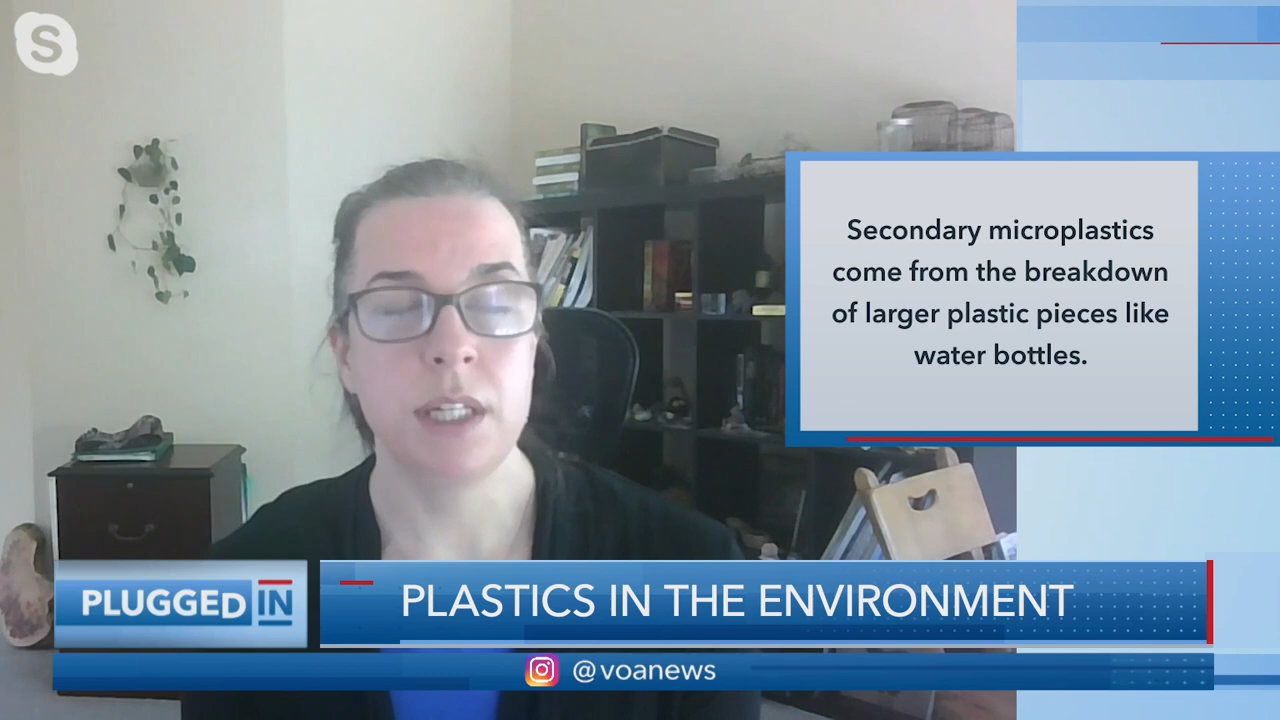 S
Secondary microplastics
come from the breakdown
of larger plastic pieces like
water bottles.
PLUGGED IN
PLASTICS IN THE ENVIRONMENT
@voanews